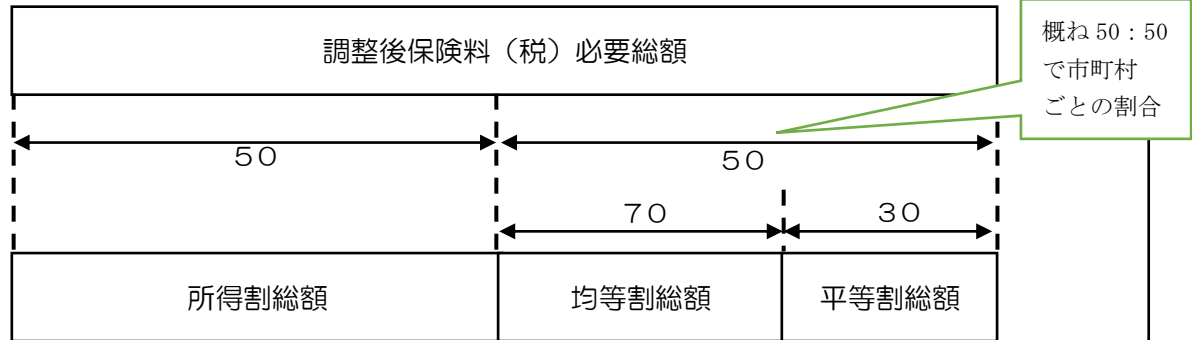 調整後保険料（税）必要総額
概ね 50：50
で市町村
ごとの割合
５０
５０
７０
３０
所得割総額
均等割総額
平等割総額